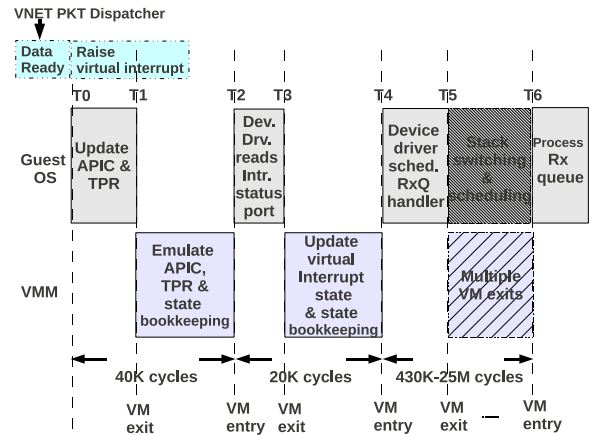 VNET PKT Dispatcher
Data
Ready
Raise
virtual interrupt
T0
T1
T2
T3
T4
T5
T6
Guest
OS
Update
APIC &
TPR
Dev.
Drv.
reads
Intr.
status
port
Device
driver
sched.
RxQ
handler
Stack
switching
&
scheduling
Process
Rx
queue
VMM
Emulate
APIC,
TPR &
state
bookkeeping
Update
virtual
Interrupt
state
& state
bookkeeping
Multiple
VM exits
40K cycles
20K cycles
430K-25M cycles
VM
exit
VM
entry
VM
exit
VM
entry
VM
exit
...
VM
entry